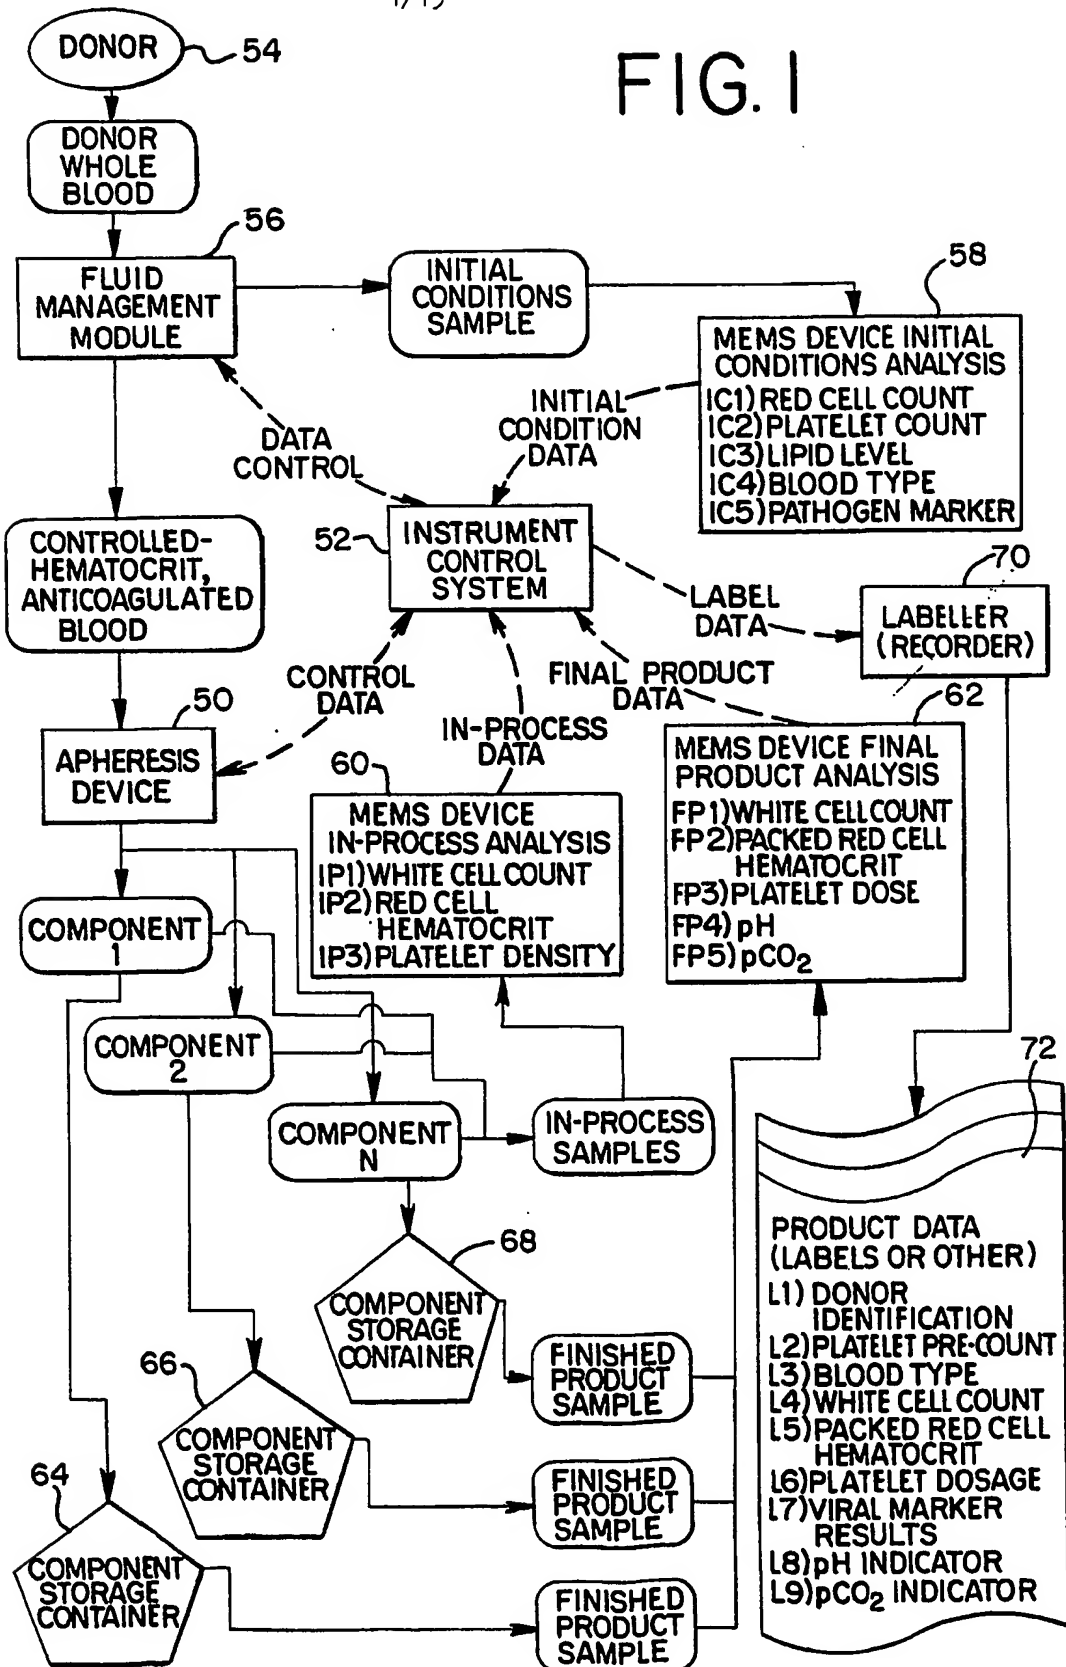 1/15
FIG. 1
DONOR
54
DONOR
WHOLE
BLOOD
56
FLUID
MANAGEMENT
MODULE
INITIAL
CONDITIONS
SAMPLE
58
MEMS DEVICE INITIAL
CONDITIONS ANALYSIS
IC1) RED CELL COUNT
IC2) PLATELET COUNT
IC3) LIPID LEVEL
IC4) BLOOD TYPE
IC5) PATHOGEN MARKER
INITIAL
CONDITION
DATA
DATA
CONTROL
52
INSTRUMENT
CONTROL
SYSTEM
CONTROLLED-
HEMATOCRIT,
ANTICOAGULATED
BLOOD
LABEL
DATA
70
LABELLER
(RECORDER)
CONTROL
DATA
FINAL PRODUCT
DATA
IN-PROCESS
DATA
50
APHERESIS
DEVICE
60
MEMS DEVICE
IN-PROCESS ANALYSIS
IP1) WHITE CELL COUNT
IP2) RED CELL
HEMATOCRIT
IP3) PLATELET DENSITY
62
MEMS DEVICE FINAL
PRODUCT ANALYSIS
FP1) WHITE CELL COUNT
FP2) PACKED RED CELL
HEMATOCRIT
FP3) PLATELET DOSE
FP4) pH
FP5) pCO2
COMPONENT
1
COMPONENT
2
COMPONENT
N
IN-PROCESS
SAMPLES
72
PRODUCT DATA
(LABELS OR OTHER)
L1) DONOR
IDENTIFICATION
L2) PLATELET PRE-COUNT
L3) BLOOD TYPE
L4) WHITE CELL COUNT
L5) PACKED RED CELL
HEMATOCRIT
L6) PLATELET DOSAGE
L7) VIRAL MARKER
RESULTS
L8) pH INDICATOR
L9) pCO2 INDICATOR
68
COMPONENT
STORAGE
CONTAINER
FINISHED
PRODUCT
SAMPLE
66
COMPONENT
STORAGE
CONTAINER
FINISHED
PRODUCT
SAMPLE
64
COMPONENT
STORAGE
CONTAINER
FINISHED
PRODUCT
SAMPLE